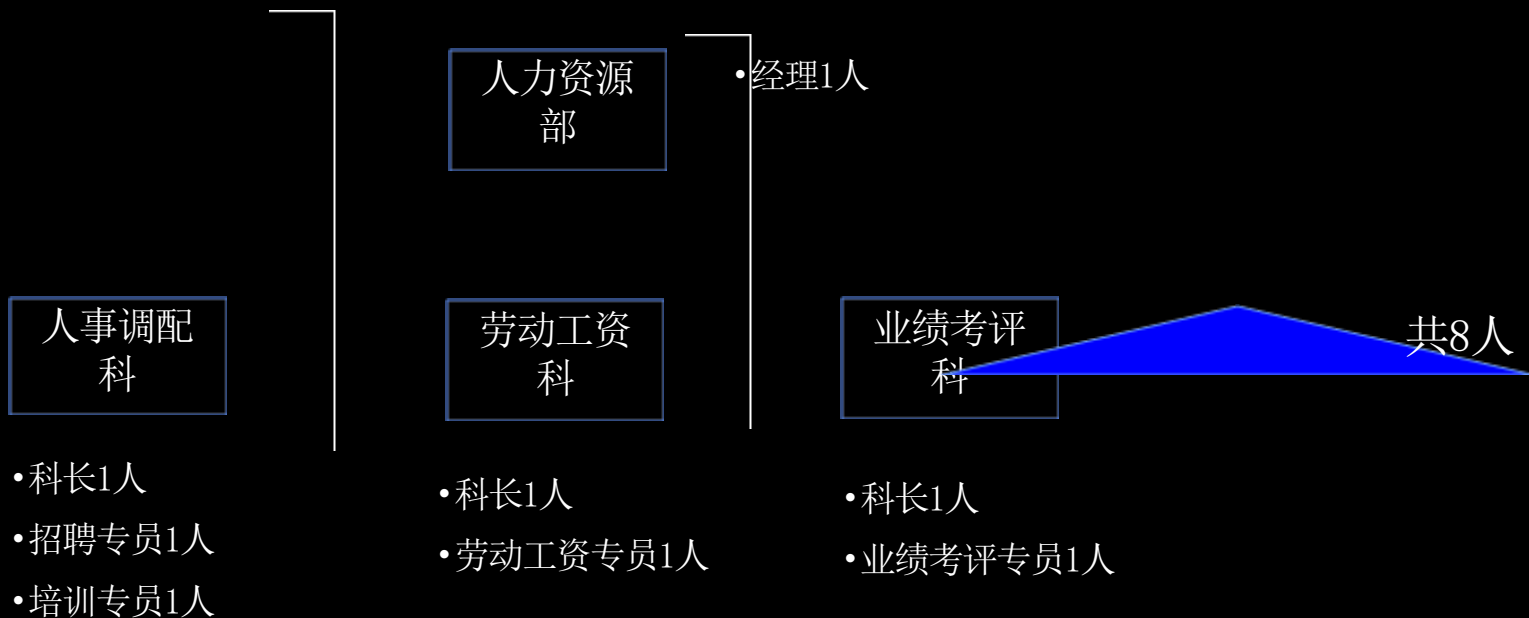 人力资源
部
•经理1人
人事调配
科
劳动工资
科
业绩考评
科
共8人
•科长1人
•招聘专员1人
•培训专员1人
•科长1人
•劳动工资专员1人
•科长1人
•业绩考评专员1人